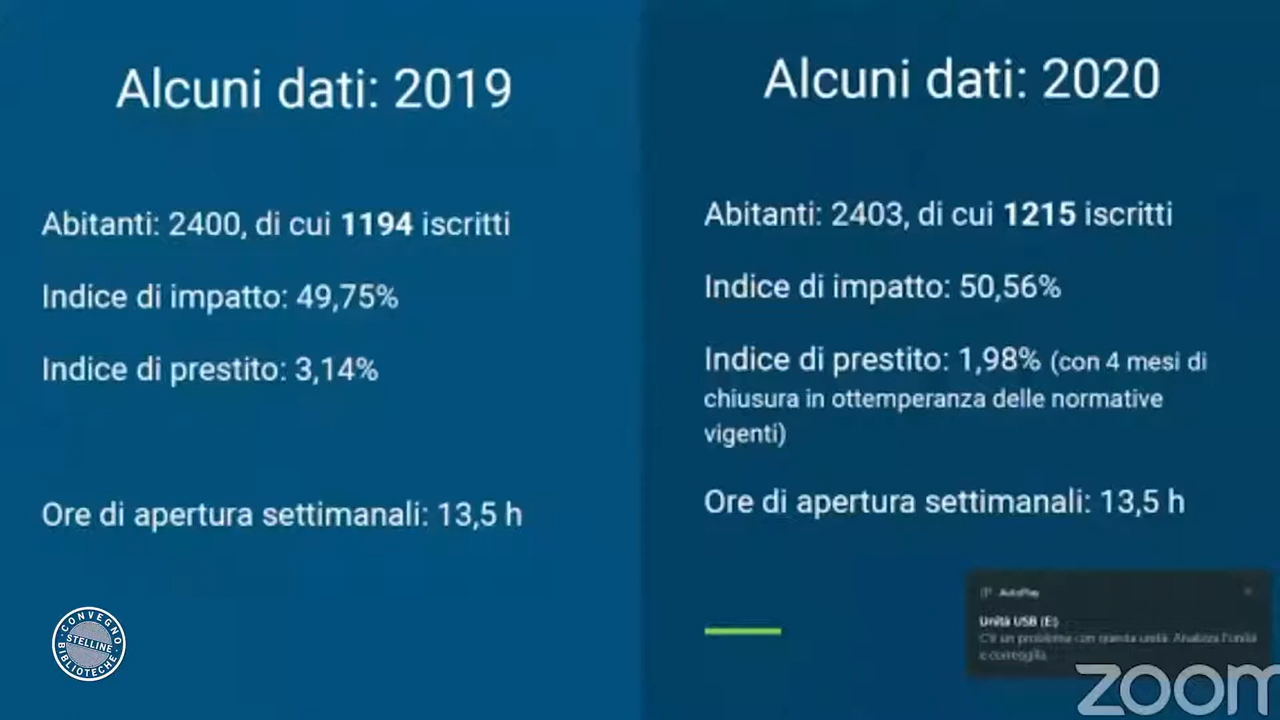 Alcuni dati: 2019
Abitanti: 2400, di cui 1194 iscritti
Indice di impatto: 49,75%
Indice di prestito: 3,14%
Ore di apertura settimanali: 13,5 h
Alcuni dati: 2020
Abitanti: 2403, di cui 1215 iscritti
Indice di impatto: 50,56%
Indice di prestito: 1,98% (con 4 mesi di
chiusura in ottemperanza delle normative
vigenti)
Ore di apertura settimanali: 13,5 h
CONVEGNO
STELLINE
BIBLIOTECHE
AutoPlay
Unità USB (E:)
C'è un problema con questa unità. Analizza l'unità
e correggila.
zoom